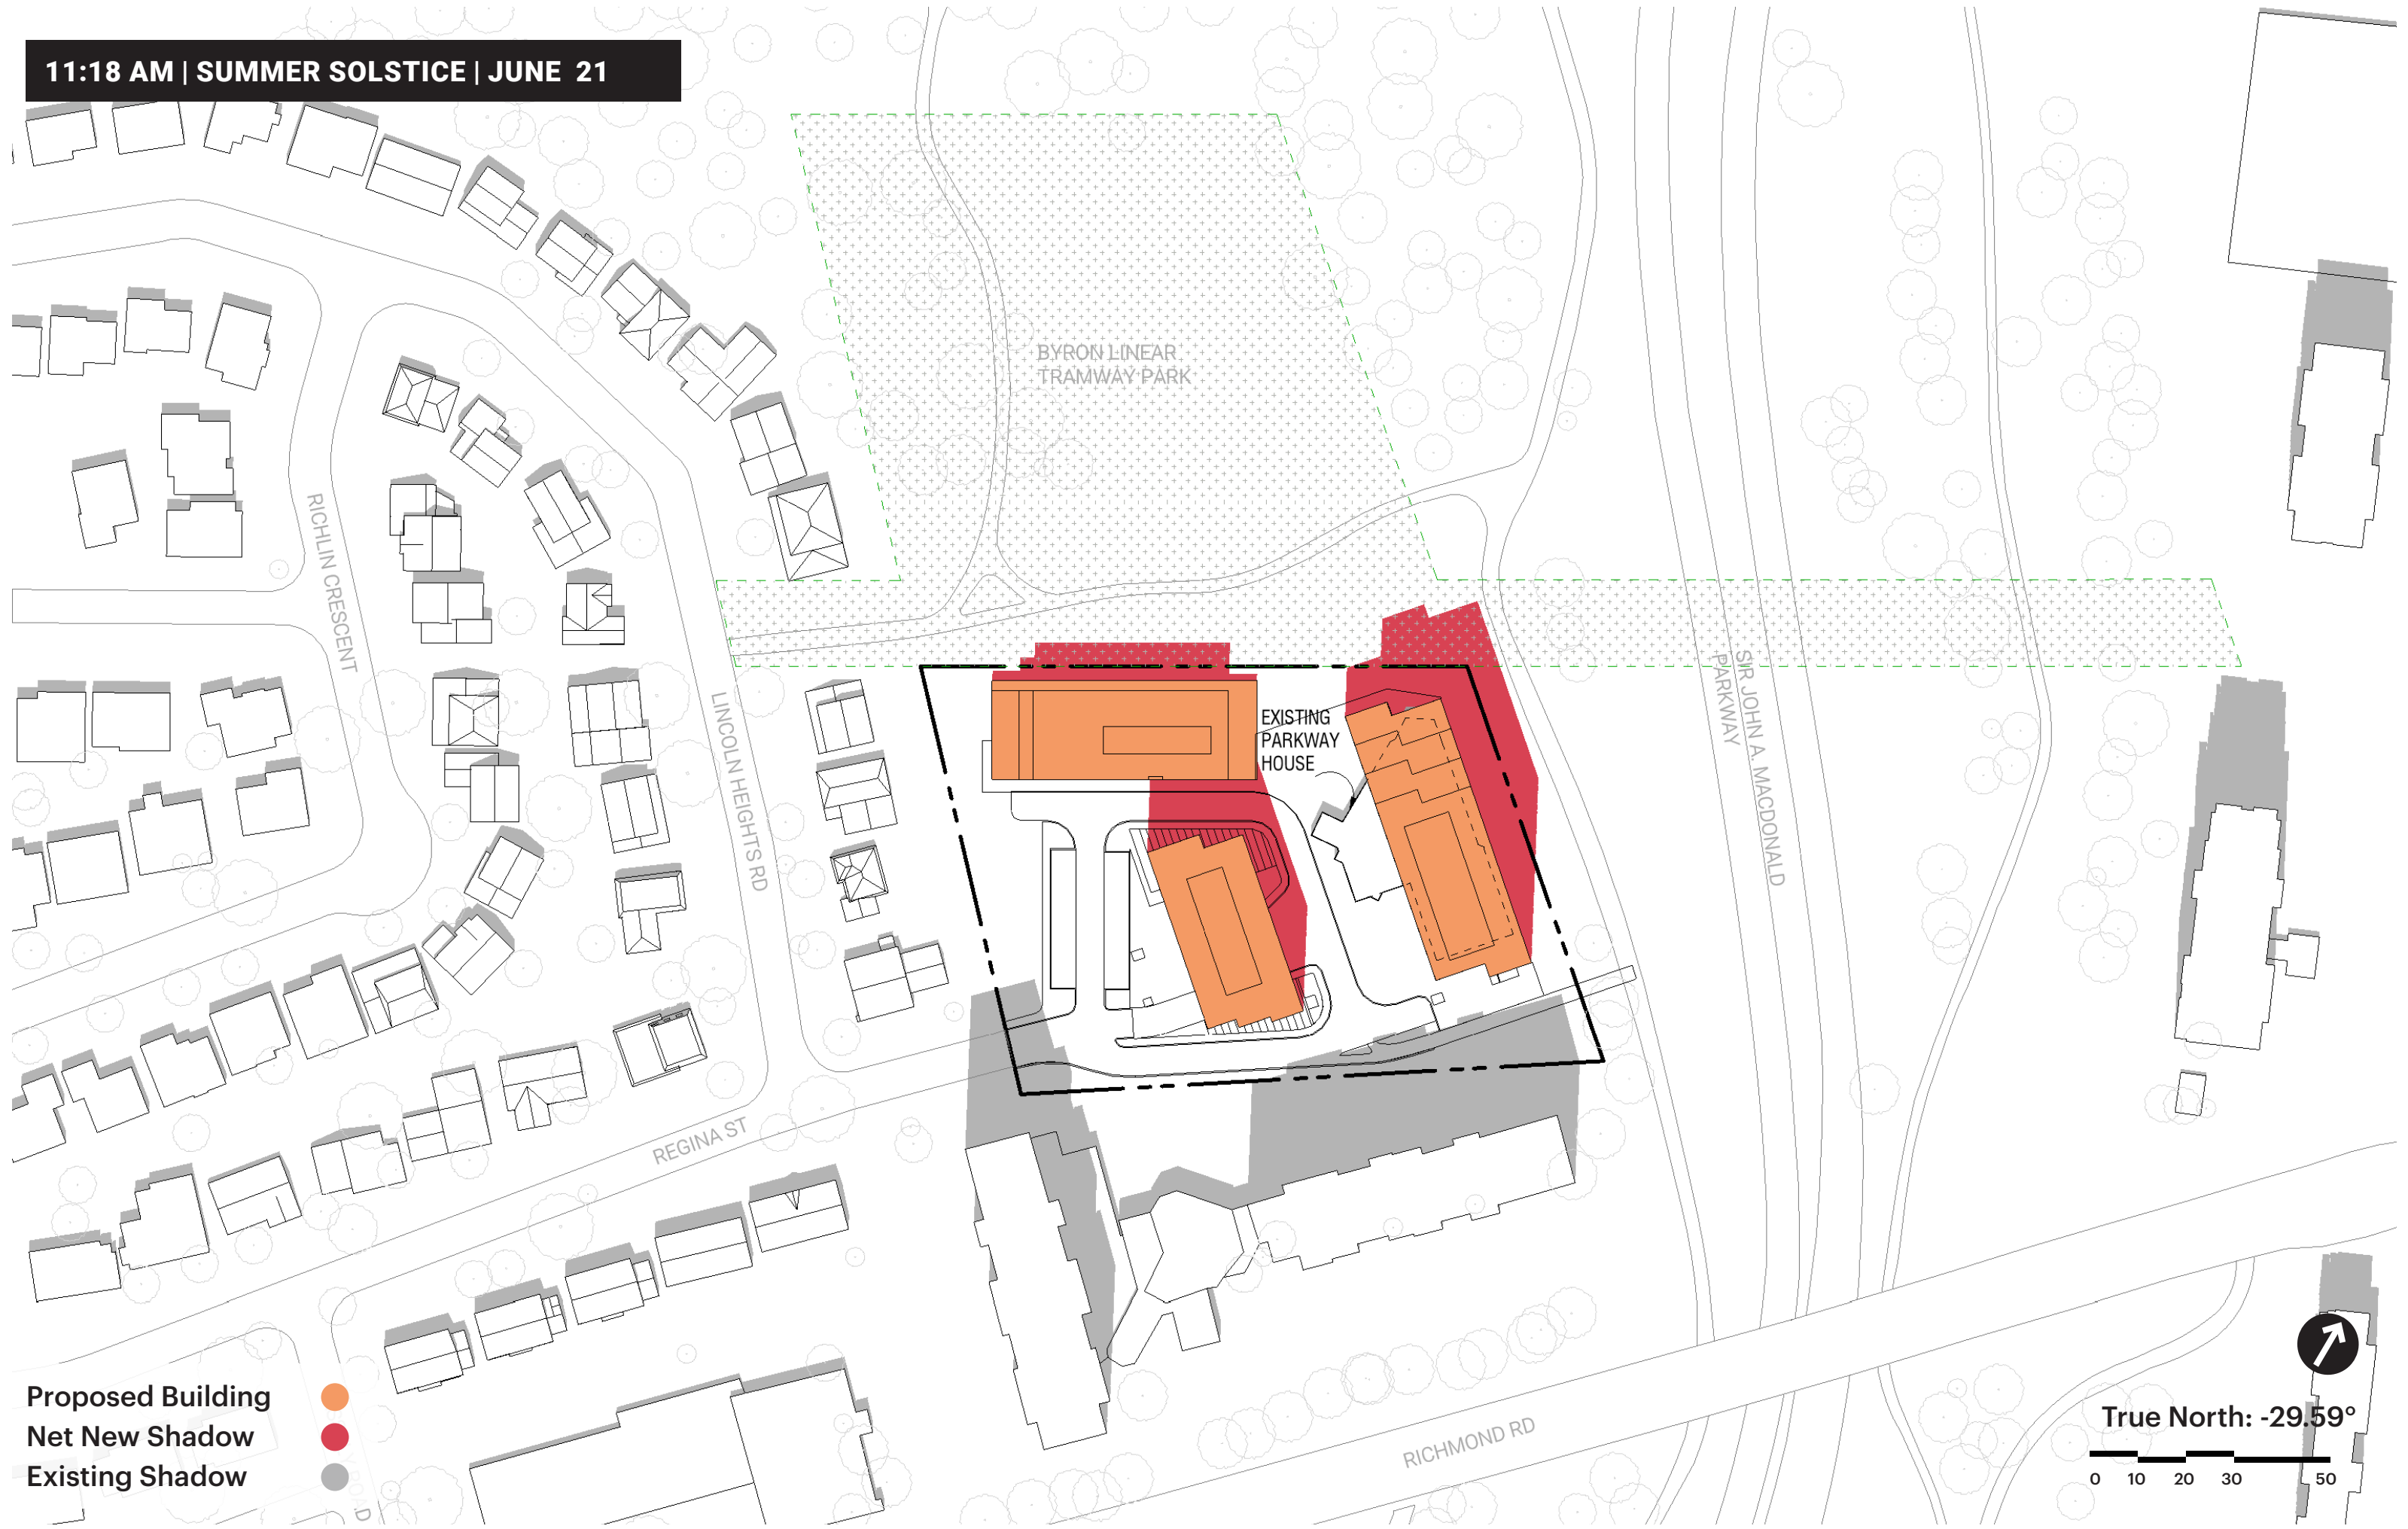 11:18 AM | SUMMER SOLSTICE | JUNE 21
BYRON LINEAR
TRAMWAY PARK
RICHLIN CRESCENT
LINCOLN HEIGHTS RD
EXISTING
PARKWAY
HOUSE
SIR JOHN A. MACDONALD
PARKWAY
REGINA ST
RICHMOND RD
Proposed Building
Net New Shadow
Existing Shadow
True North: -29.59°
0 10 20 30 50